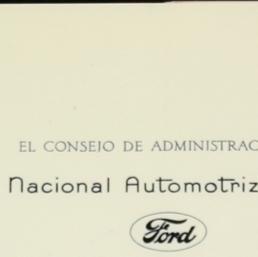 EL CONSEJO DE ADMINISTRAC
Nacional Automotriz
Ford